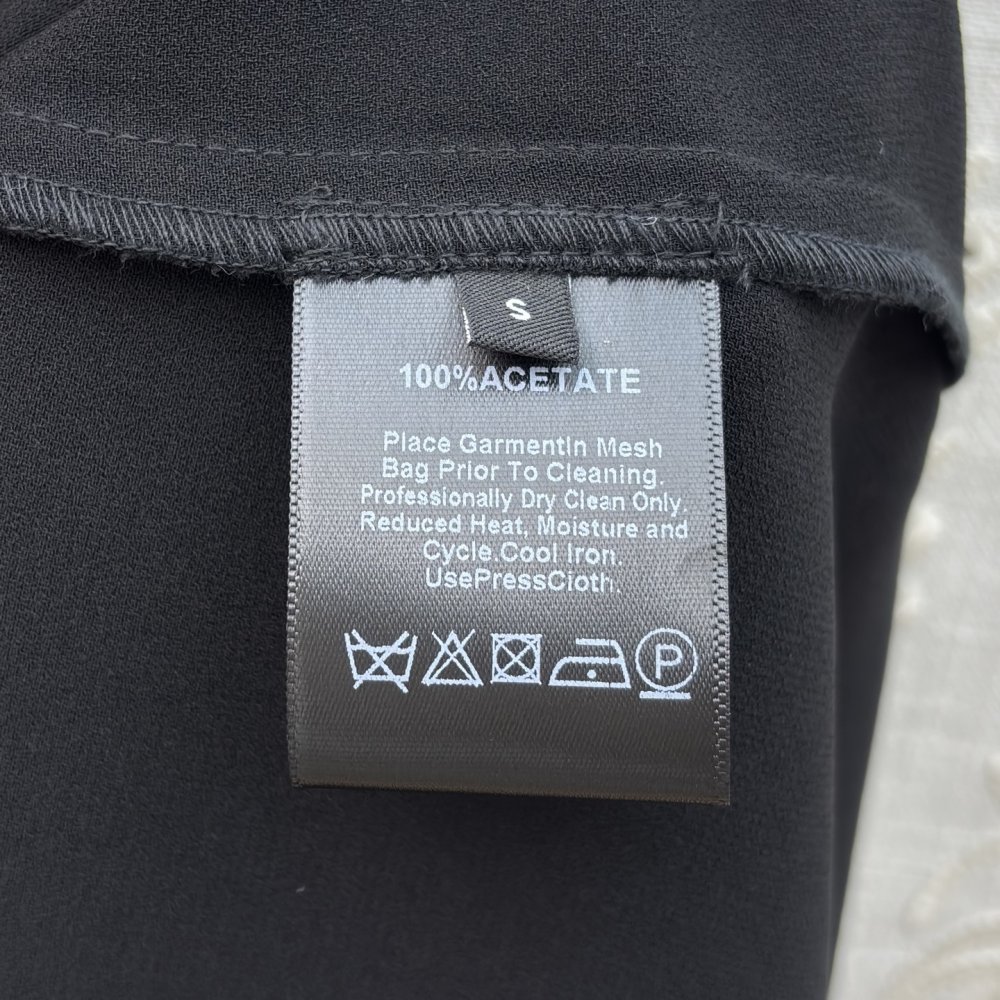 S
100%ACETATE
Place GarmentIn Mesh
Bag Prior To Cleaning.
Professionally Dry Clean Only.
Reduced Heat, Moisture and
Cycle.Cool Iron.
UsePressCloth.
P